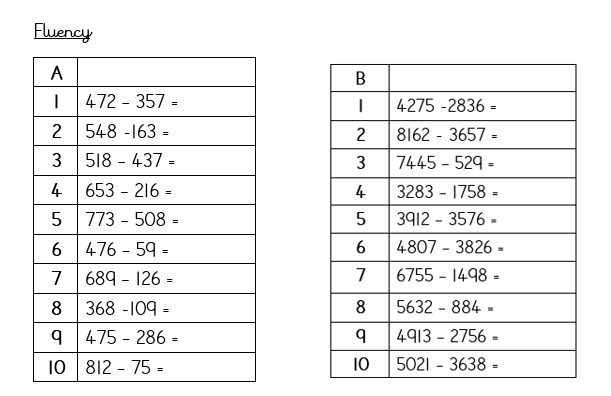 Fluency
A
1 472 – 357 =
2 548 -163 =
3 518 – 437 =
4 653 – 216 =
5 773 – 508 =
6 476 – 59 =
7 689 – 126 =
8 368 -109 =
9 475 – 286 =
10 812 – 75 =
B
1 4275 -2836 =
2 8162 – 3657 =
3 7445 – 529 =
4 3283 – 1758 =
5 3912 – 3576 =
6 4807 – 3826 =
7 6755 – 1498 =
8 5632 – 884 =
9 4913 – 2756 =
10 5021 – 3638 =